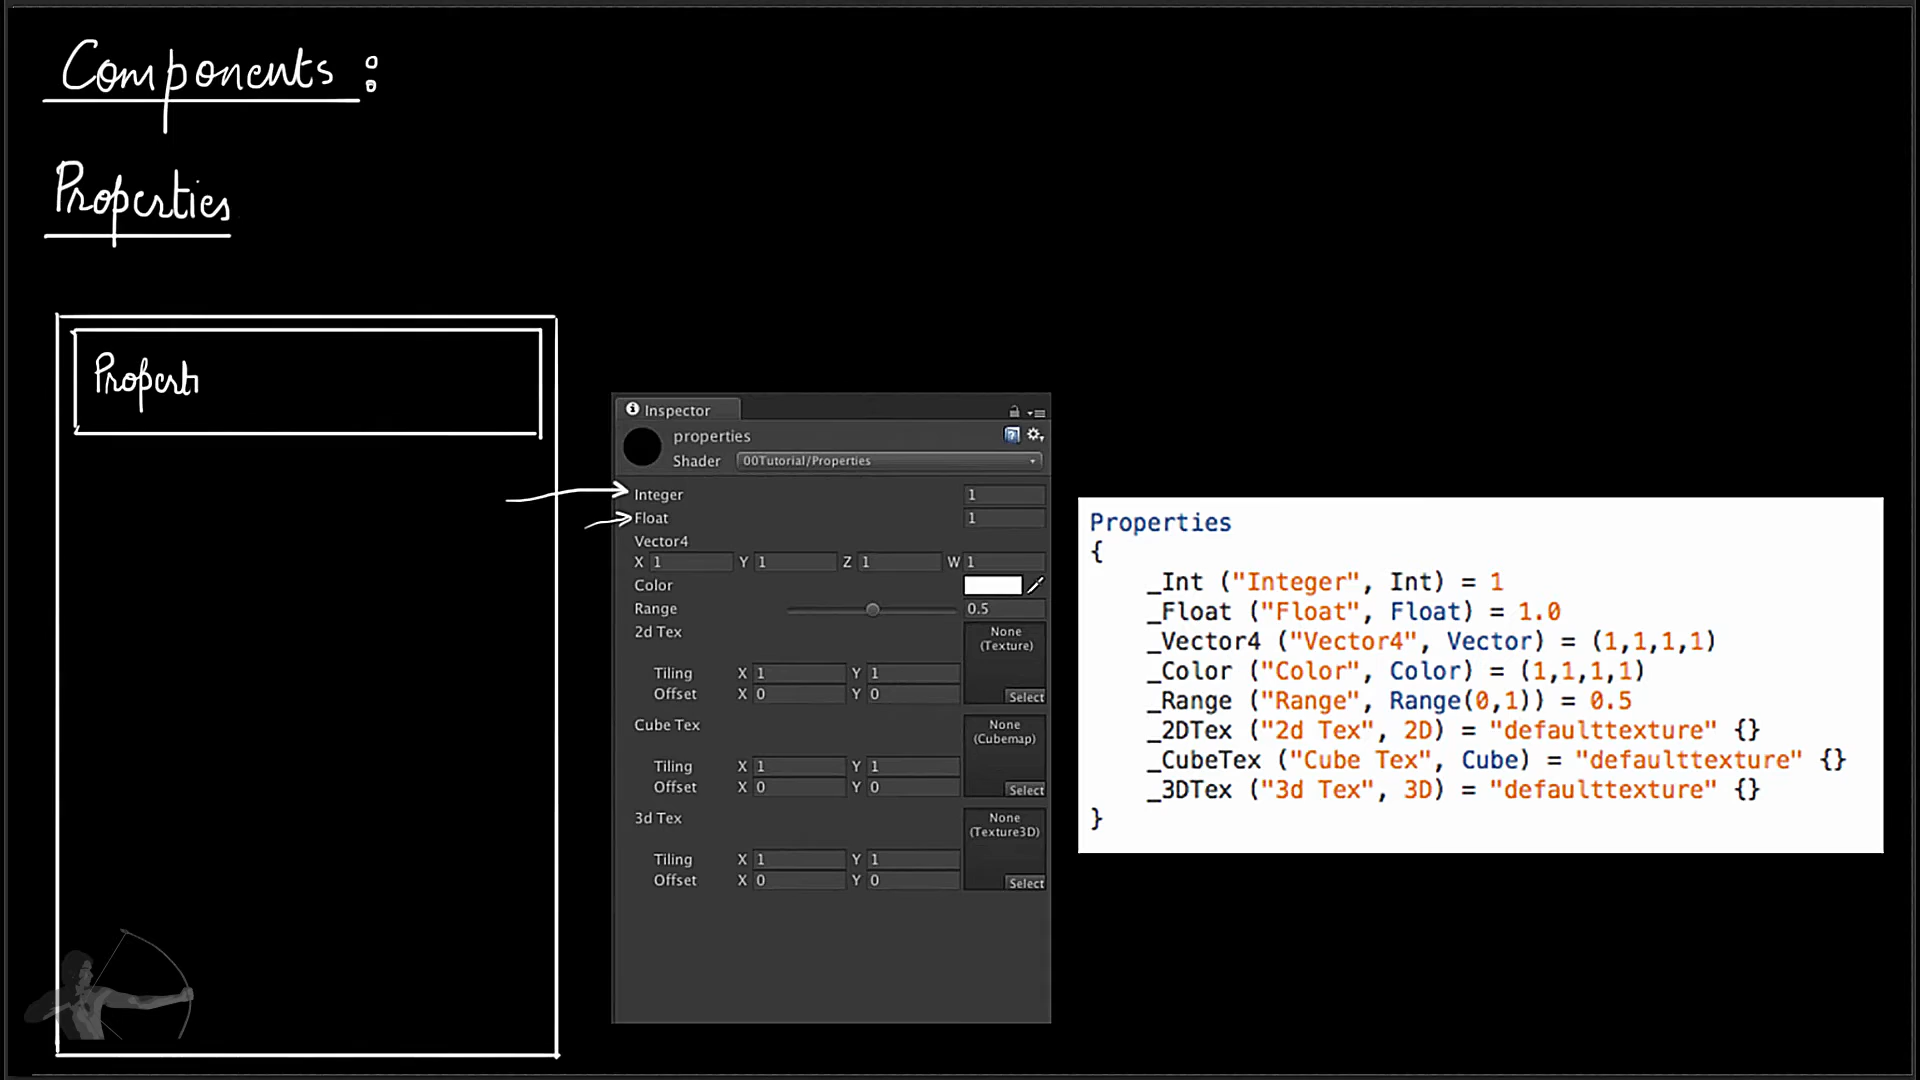 Components :
Properties
Properti
Inspector
properties
Shader 00Tutorial/Properties
Integer 1
Float 1
Vector4
X 1 Y 1 Z 1 W 1
Color
Range 0.5
2d Tex None (Texture)
Tiling X 1 Y 1
Offset X 0 Y 0 Select
Cube Tex None (Cubemap)
Tiling X 1 Y 1
Offset X 0 Y 0 Select
3d Tex None (Texture3D)
Tiling X 1 Y 1
Offset X 0 Y 0 Select
Properties
{
_Int ("Integer", Int) = 1
_Float ("Float", Float) = 1.0
_Vector4 ("Vector4", Vector) = (1,1,1,1)
_Color ("Color", Color) = (1,1,1,1)
_Range ("Range", Range(0,1)) = 0.5
_2DTex ("2d Tex", 2D) = "defaulttexture" {}
_CubeTex ("Cube Tex", Cube) = "defaulttexture" {}
_3DTex ("3d Tex", 3D) = "defaulttexture" {}
}